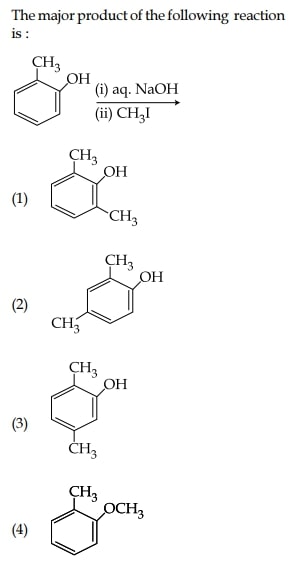 The major product of the following reaction
is :
CH₃
OH
(i) aq. NaOH
(ii) CH₃I
CH₃
OH
(1)
CH₃
CH₃
OH
(2)
CH₃
CH₃
OH
(3)
CH₃
CH₃
OCH₃
(4)